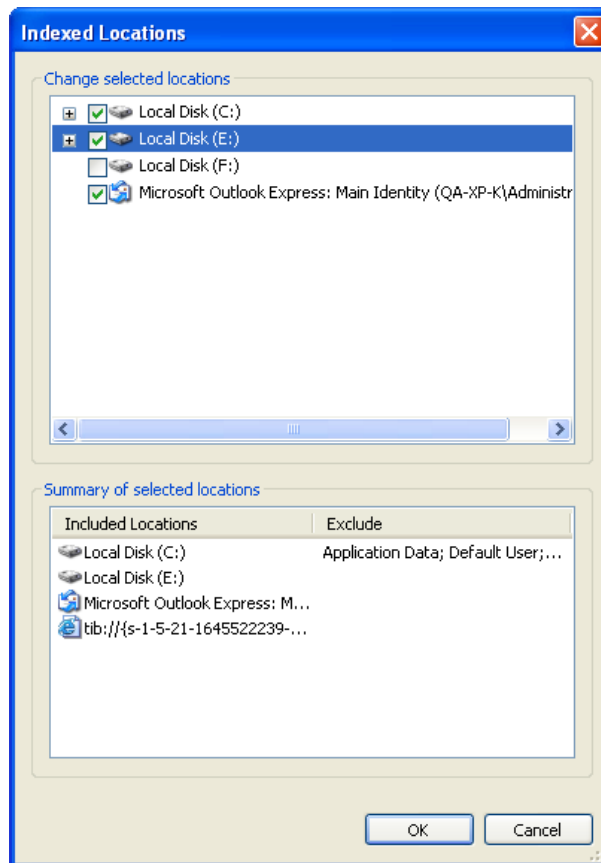 Indexed Locations
Change selected locations
Local Disk (C:)
Local Disk (E:)
Local Disk (F:)
Microsoft Outlook Express: Main Identity (QA-XP-K\Administr
Summary of selected locations
Included Locations Exclude
Local Disk (C:) Application Data; Default User;...
Local Disk (E:)
Microsoft Outlook Express: M...
tib://{s-1-5-21-1645522239-...
OK Cancel